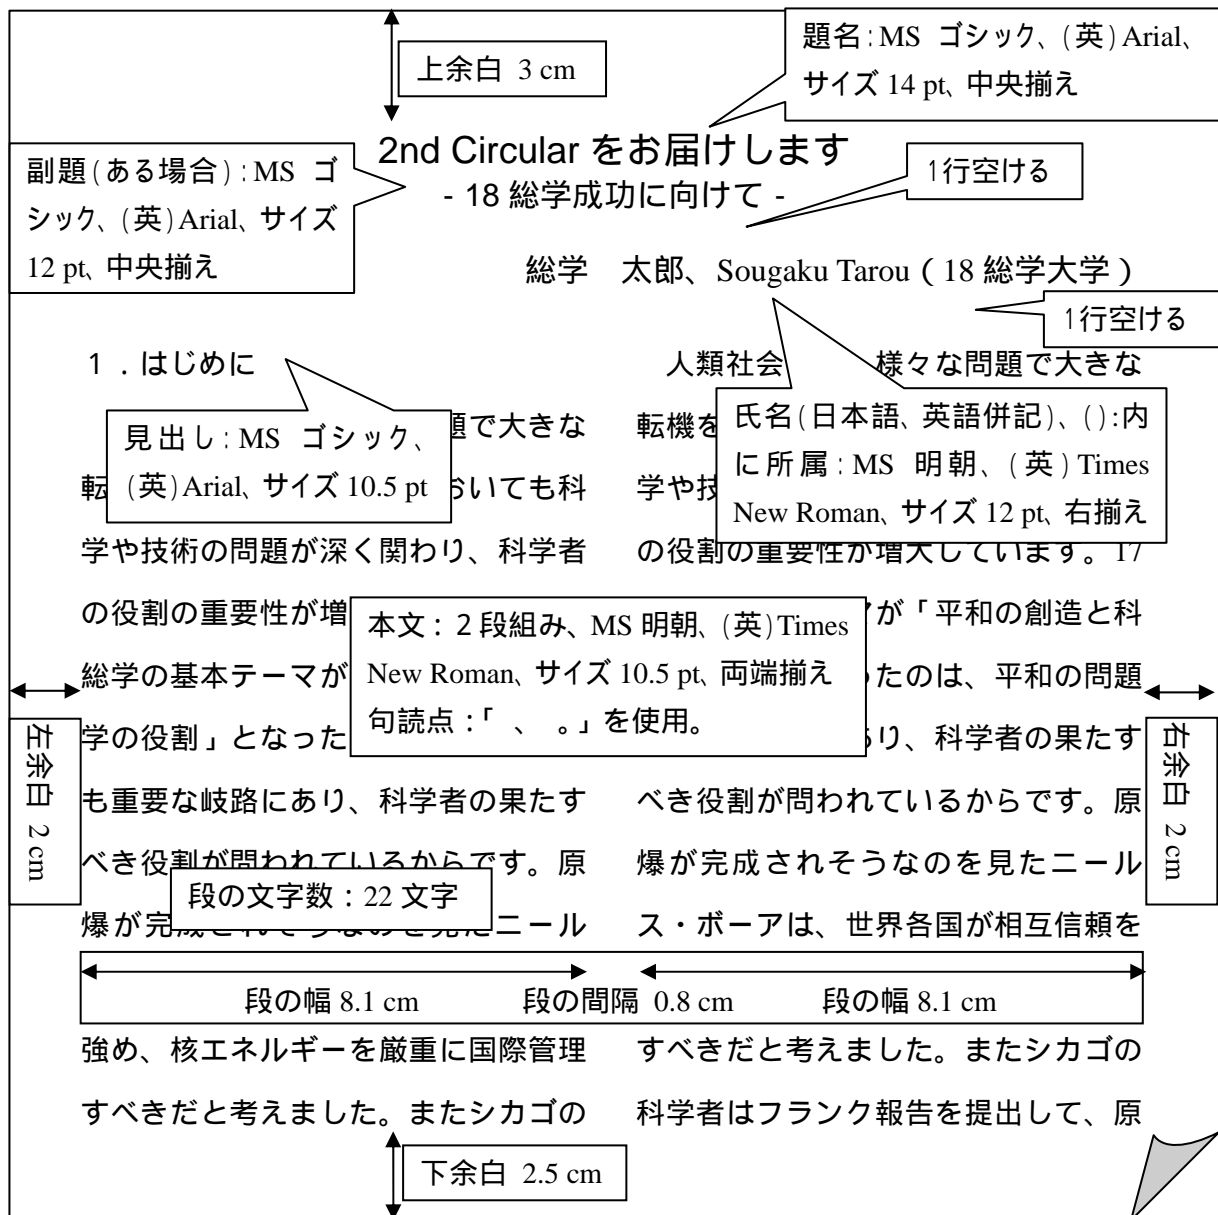 上余白 3 cm
題名:MS ゴシック、(英)Arial、
サイズ 14 pt、中央揃え
2nd Circular をお届けします
- 18 総学成功に向けて -
副題(ある場合):MS ゴ
シック、(英)Arial、サイズ
12 pt、中央揃え
1行空ける
総学　太郎、Sougaku Tarou(18 総学大学)
1行空ける
1.はじめに
見出し:MS ゴシック、
(英)Arial、サイズ 10.5 pt
題で大きな
転
おいても科
学や技術の問題が深く関わり、科学者
の役割の重要性が増
総学の基本テーマが
学の役割」となった
も重要な岐路にあり、科学者の果たす
べき役割が問われているからです。原
爆が完成されそうなのを見たニール
段の文字数:22 文字
強め、核エネルギーを厳重に国際管理
すべきだと考えました。またシカゴの
人類社会
様々な問題で大きな
転機を
学や技
氏名(日本語、英語併記)、():内
に所属:MS 明朝、(英)Times
New Roman、サイズ 12 pt、右揃え
の役割の重要性が増大しています。17
本文:2段組み、MS 明朝、(英)Times
New Roman、サイズ 10.5 pt、両端揃え
句読点:「 、 。」を使用。
が「平和の創造と科
ったのは、平和の問題
あり、科学者の果たす
べき役割が問われているからです。原
爆が完成されそうなのを見たニール
ス・ボーアは、世界各国が相互信頼を
すべきだと考えました。またシカゴの
科学者はフランク報告を提出して、原
左余白 2 cm
右余白 2 cm
段の幅 8.1 cm 段の間隔 0.8 cm 段の幅 8.1 cm
下余白 2.5 cm